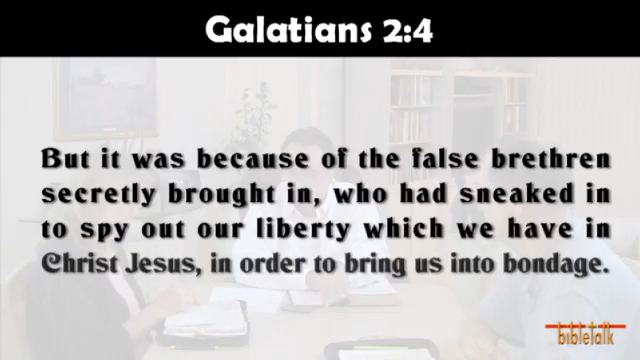 Galatians 2:4
But it was because of the false brethren
secretly brought in, who had sneaked in
to spy out our liberty which we have in
Christ Jesus, in order to bring us into bondage.
bibletalk